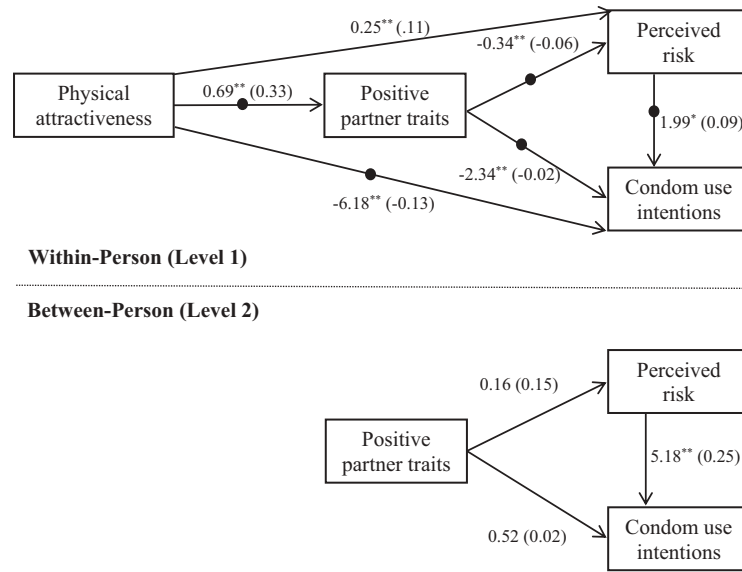 0.25** (.11)
Perceived
risk
-0.34** (-0.06)
Physical
attractiveness
0.69* (0.33)
Positive
partner traits
1.99* (0.09)
-2.34** (-0.02)
Condom use
intentions
-6.18** (-0.13)
Within-Person (Level 1)
Between-Person (Level 2)
Perceived
risk
0.16 (0.15)
Positive
partner traits
5.18** (0.25)
Condom use
intentions
0.52 (0.02)